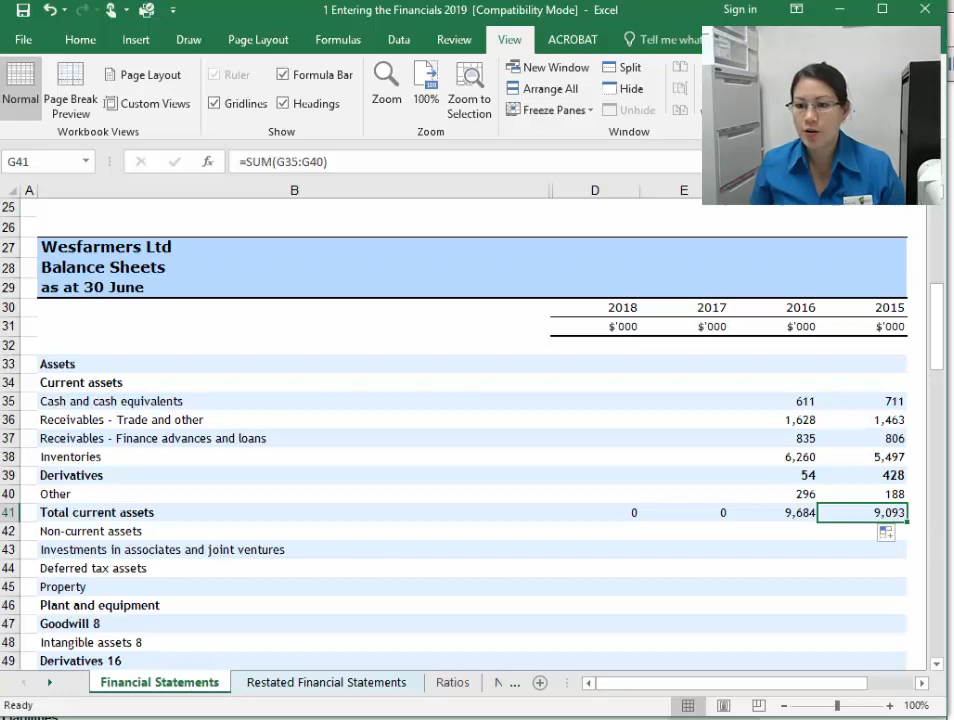 1 Entering the Financials 2019 [Compatibility Mode] - Excel
Sign in
File Home Insert Draw Page Layout Formulas Data Review View ACROBAT Tell me what
Normal
Page Break Preview
Page Layout
Custom Views
Workbook Views
Ruler
Formula Bar
Gridlines
Headings
Show
Zoom
100%
Zoom to Selection
Zoom
New Window
Arrange All
Freeze Panes
Split
Hide
Unhide
Window
G41 fx =SUM(G35:G40)
A B D E
25
26
27 Wesfarmers Ltd
28 Balance Sheets
29 as at 30 June
30 2018 2017 2016 2015
31 $'000 $'000 $'000 $'000
32
33 Assets
34 Current assets
35 Cash and cash equivalents 611 711
36 Receivables - Trade and other 1,628 1,463
37 Receivables - Finance advances and loans 835 806
38 Inventories 6,260 5,497
39 Derivatives 54 428
40 Other 296 188
41 Total current assets 0 0 9,684 9,093
42 Non-current assets
43 Investments in associates and joint ventures
44 Deferred tax assets
45 Property
46 Plant and equipment
47 Goodwill 8
48 Intangible assets 8
49 Derivatives 16
Financial Statements Restated Financial Statements Ratios N ...
Ready 100%